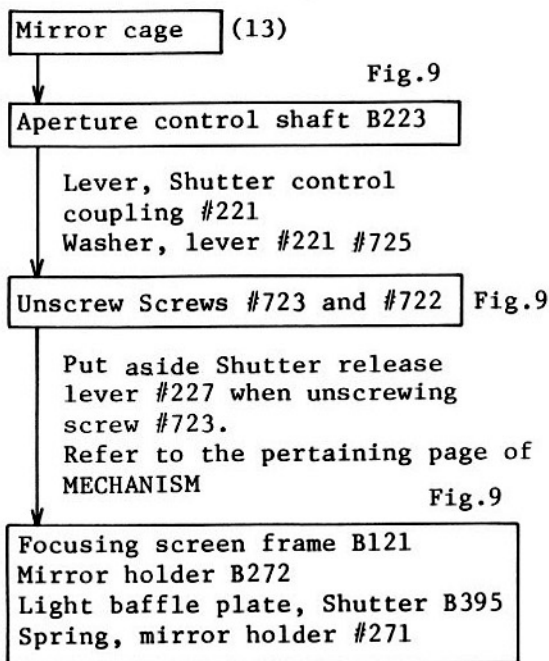 Mirror cage (13)
Fig.9
Aperture control shaft B223
Lever, Shutter control
coupling #221
Washer, lever #221 #725
Unscrew Screws #723 and #722 Fig.9
Put aside Shutter release
lever #227 when unscrewing
screw #723.
Refer to the pertaining page of
MECHANISM
Fig.9
Focusing screen frame B121
Mirror holder B272
Light baffle plate, Shutter B395
Spring, mirror holder #271